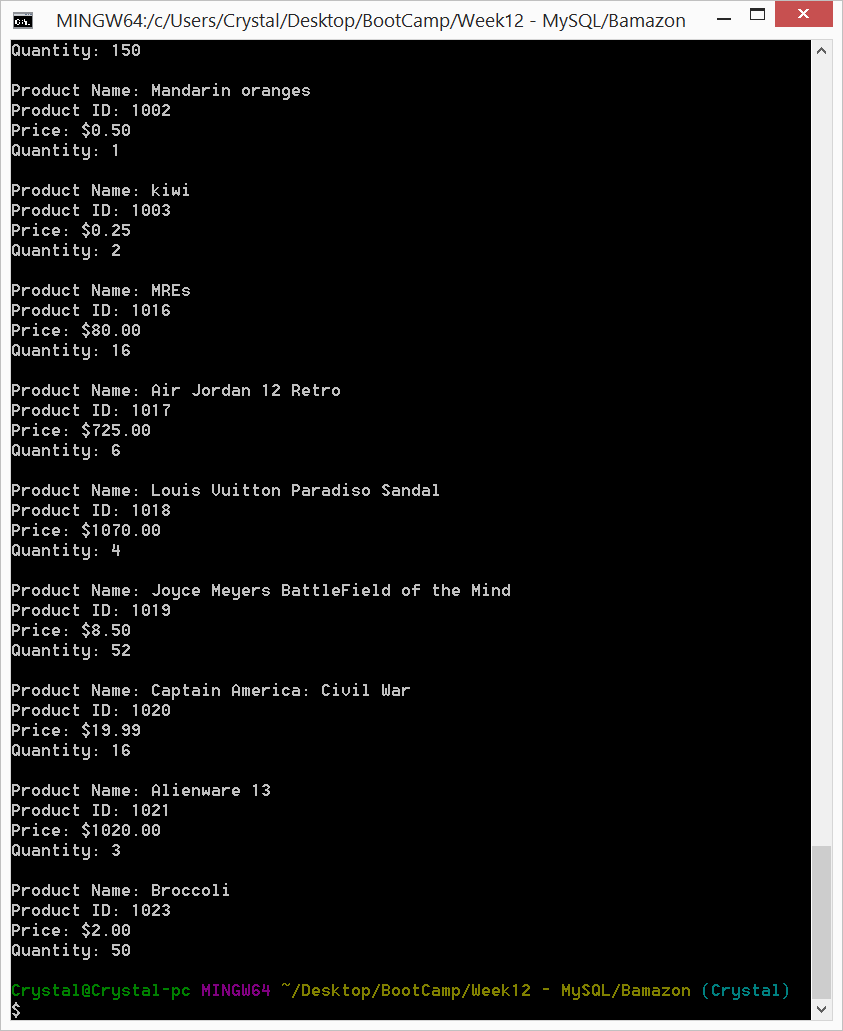 MINGW64:/c/Users/Crystal/Desktop/BootCamp/Week12 - MySQL/Bamazon
Quantity: 150
Product Name: Mandarin oranges
Product ID: 1002
Price: $0.50
Quantity: 1
Product Name: kiwi
Product ID: 1003
Price: $0.25
Quantity: 2
Product Name: MREs
Product ID: 1016
Price: $80.00
Quantity: 16
Product Name: Air Jordan 12 Retro
Product ID: 1017
Price: $725.00
Quantity: 6
Product Name: Louis Vuitton Paradiso Sandal
Product ID: 1018
Price: $1070.00
Quantity: 4
Product Name: Joyce Meyers BattleField of the Mind
Product ID: 1019
Price: $8.50
Quantity: 52
Product Name: Captain America: Civil War
Product ID: 1020
Price: $19.99
Quantity: 16
Product Name: Alienware 13
Product ID: 1021
Price: $1020.00
Quantity: 3
Product Name: Broccoli
Product ID: 1023
Price: $2.00
Quantity: 50
Crystal@Crystal-pc MINGW64 ~/Desktop/BootCamp/Week12 - MySQL/Bamazon (Crystal)
$